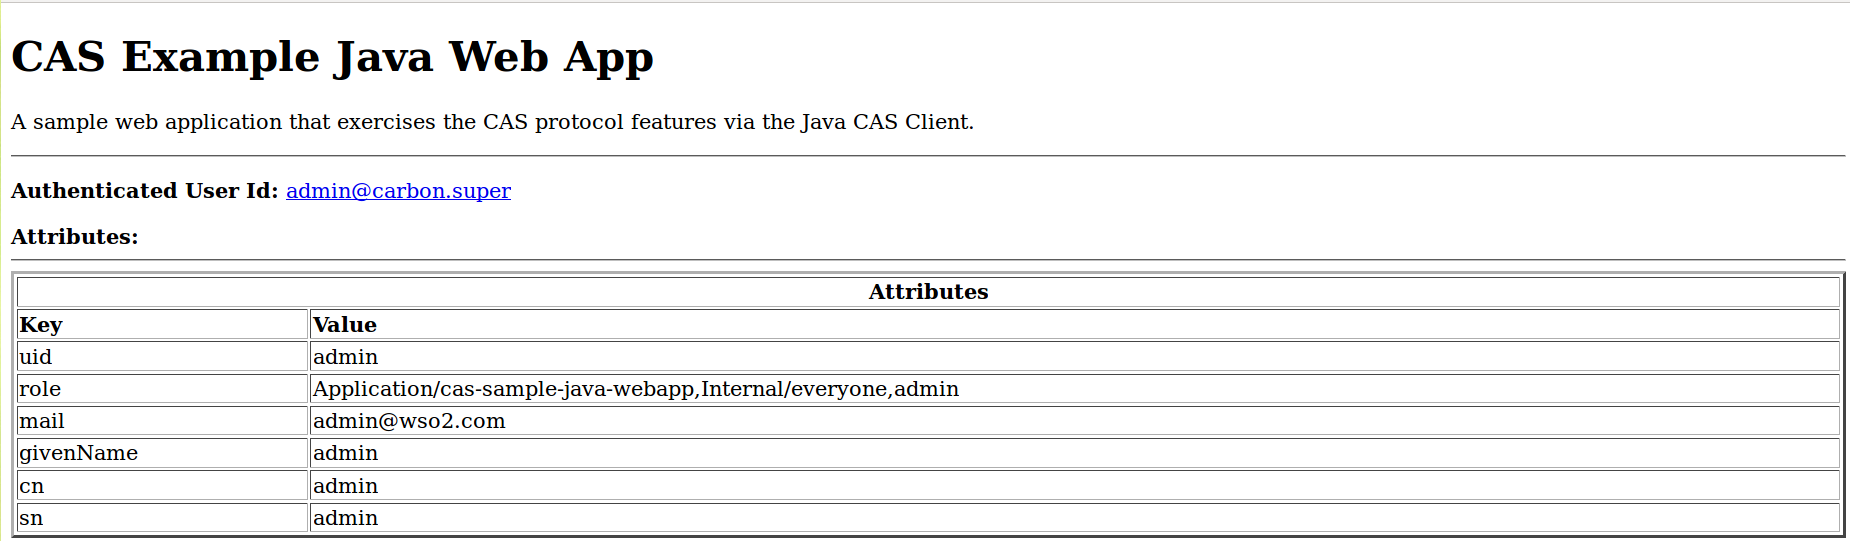 CAS Example Java Web App
A sample web application that exercises the CAS protocol features via the Java CAS Client.
Authenticated User Id: admin@carbon.super
Attributes:
Attributes
Key Value
uid admin
role Application/cas-sample-java-webapp,Internal/everyone,admin
mail admin@wso2.com
givenName admin
cn admin
sn admin